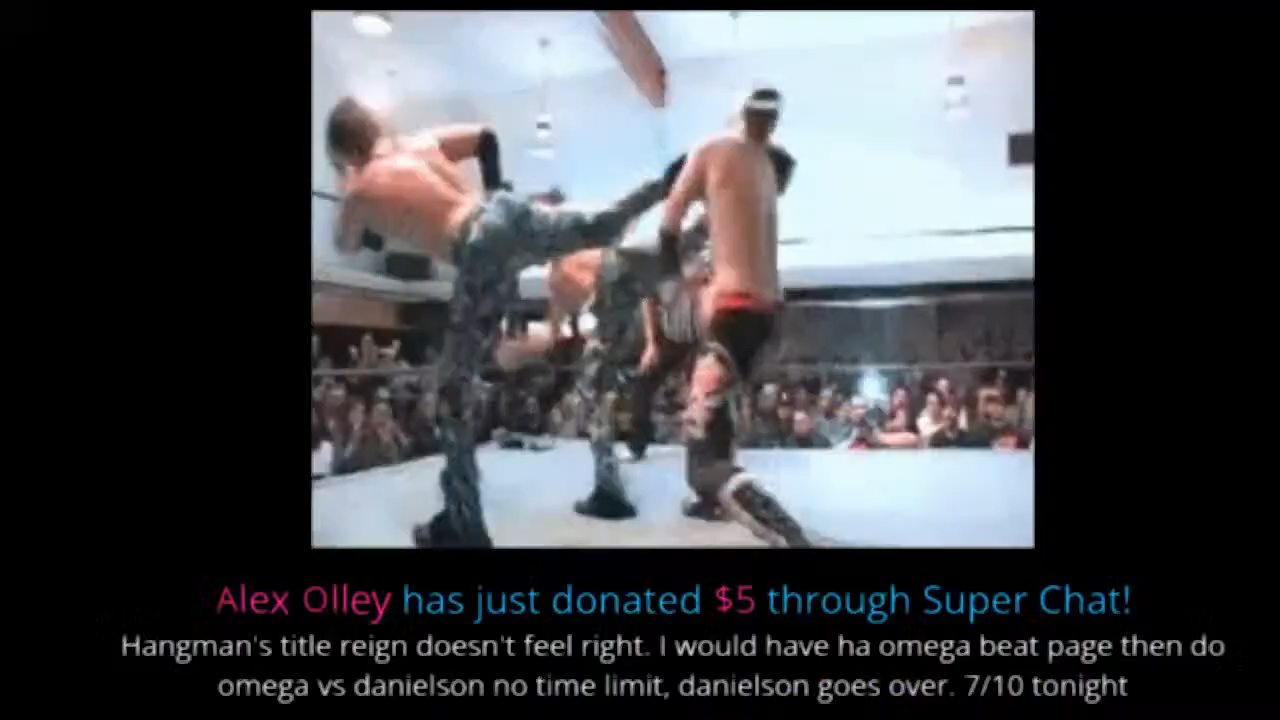 Alex Olley has just donated $5 through Super Chat!
Hangman's title reign doesn't feel right. I would have ha omega beat page then do
omega vs danielson no time limit, danielson goes over. 7/10 tonight